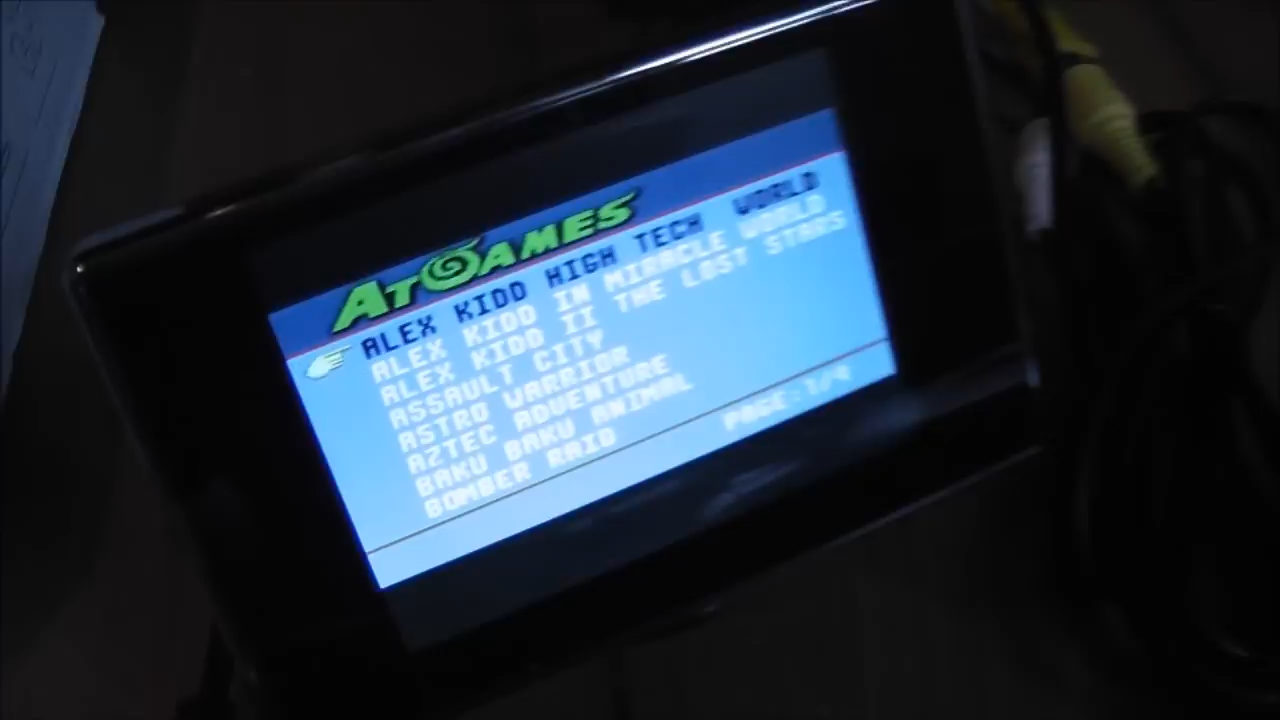 ATGAMES
ALEX KIDD HIGH TECH WORLD
ALEX KIDD IN MIRACLE WORLD
ALEX KIDD II THE LOST STARS
ASSAULT CITY
ASTRO WARRIOR
AZTEC ADVENTURE
BAKU BAKU ANIMAL
BOMBER RAID
PAGE:1/4